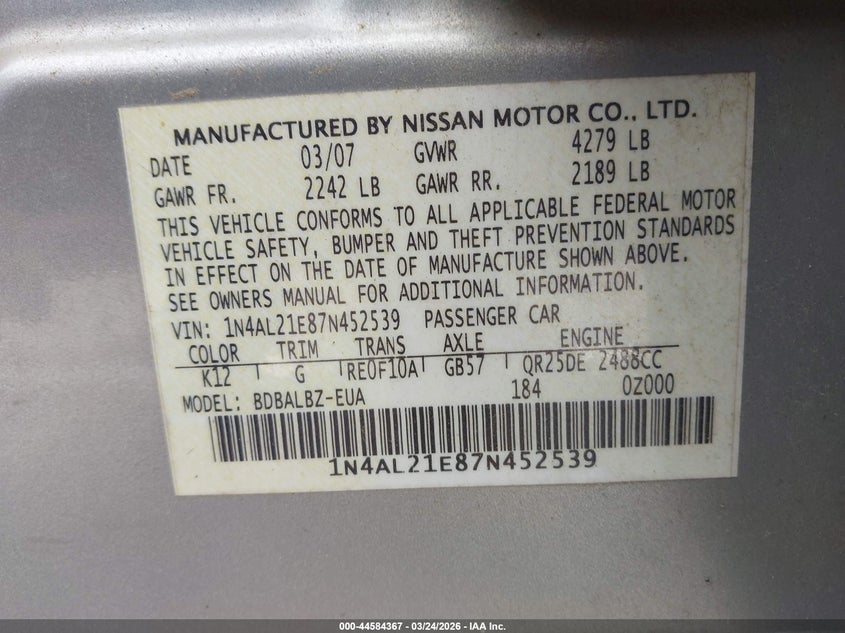 MANUFACTURED BY NISSAN MOTOR CO., LTD.
DATE 03/07 GVWR 4279 LB
GAWR FR. 2242 LB GAWR RR. 2189 LB
THIS VEHICLE CONFORMS TO ALL APPLICABLE FEDERAL MOTOR
VEHICLE SAFETY, BUMPER AND THEFT PREVENTION STANDARDS
IN EFFECT ON THE DATE OF MANUFACTURE SHOWN ABOVE.
SEE OWNERS MANUAL FOR ADDITIONAL INFORMATION.
VIN: 1N4AL21E87N452539 PASSENGER CAR
COLOR TRIM TRANS AXLE ENGINE
K12 G RE0F10A GB57 QR25DE 2488CC
MODEL: BDBALBZ-EUA 184 0Z000
1N4AL21E87N452539
000-44584367 - 03/24/2026 - IAA Inc.